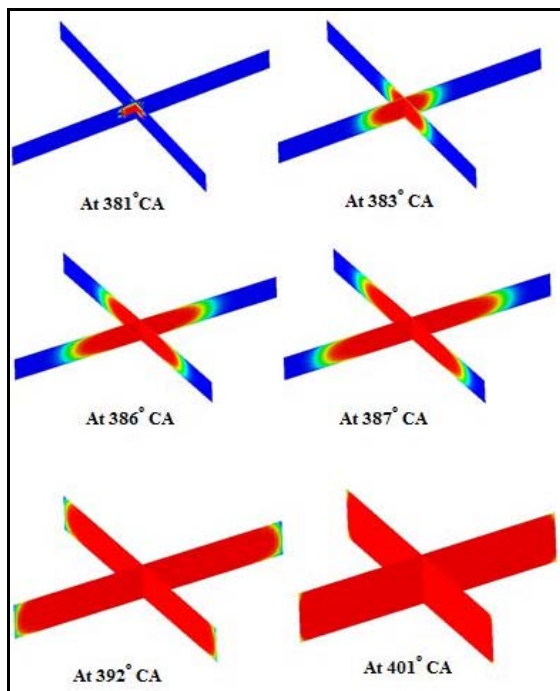 At 381°CA
At 383° CA
At 386° CA
At 387° CA
At 392° CA
At 401° CA